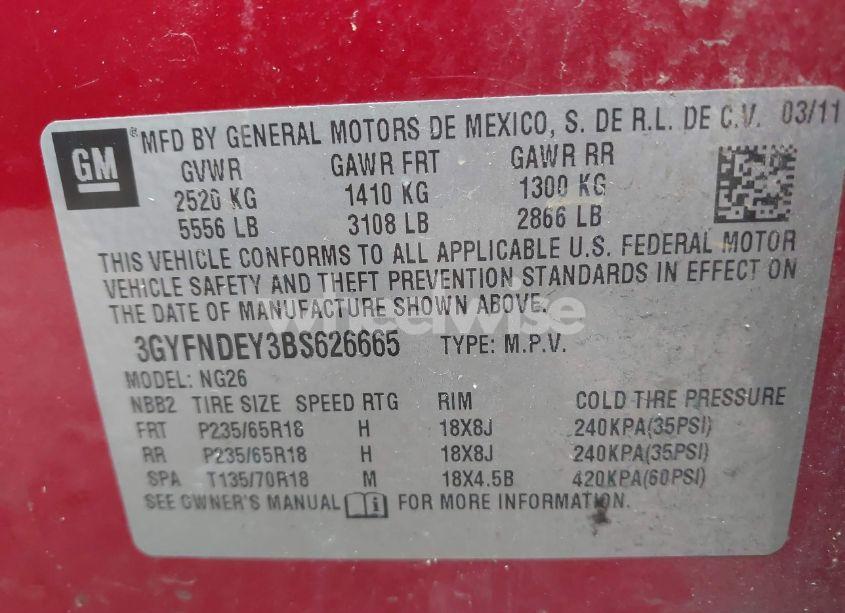 GM
® MFD BY GENERAL MOTORS DE MEXICO, S. DE R.L. DE C.V. 03/11
GVWR GAWR FRT GAWR RR
2520 KG 1410 KG 1300 KG
5556 LB 3108 LB 2866 LB
THIS VEHICLE CONFORMS TO ALL APPLICABLE U.S. FEDERAL MOTOR
VEHICLE SAFETY AND THEFT PREVENTION STANDARDS IN EFFECT ON
THE DATE OF MANUFACTURE SHOWN ABOVE.
wheelwise
3GYFNDEY3BS626665 TYPE: M.P.V.
MODEL: NG26
NBB2 TIRE SIZE SPEED RTG RIM COLD TIRE PRESSURE
FRT P235/65R18 H 18X8J 240KPA(35PSI)
RR P235/65R18 H 18X8J 240KPA(35PSI)
SPA T135/70R18 M 18X4.5B 420KPA(60PSI)
SEE OWNER'S MANUAL i FOR MORE INFORMATION.